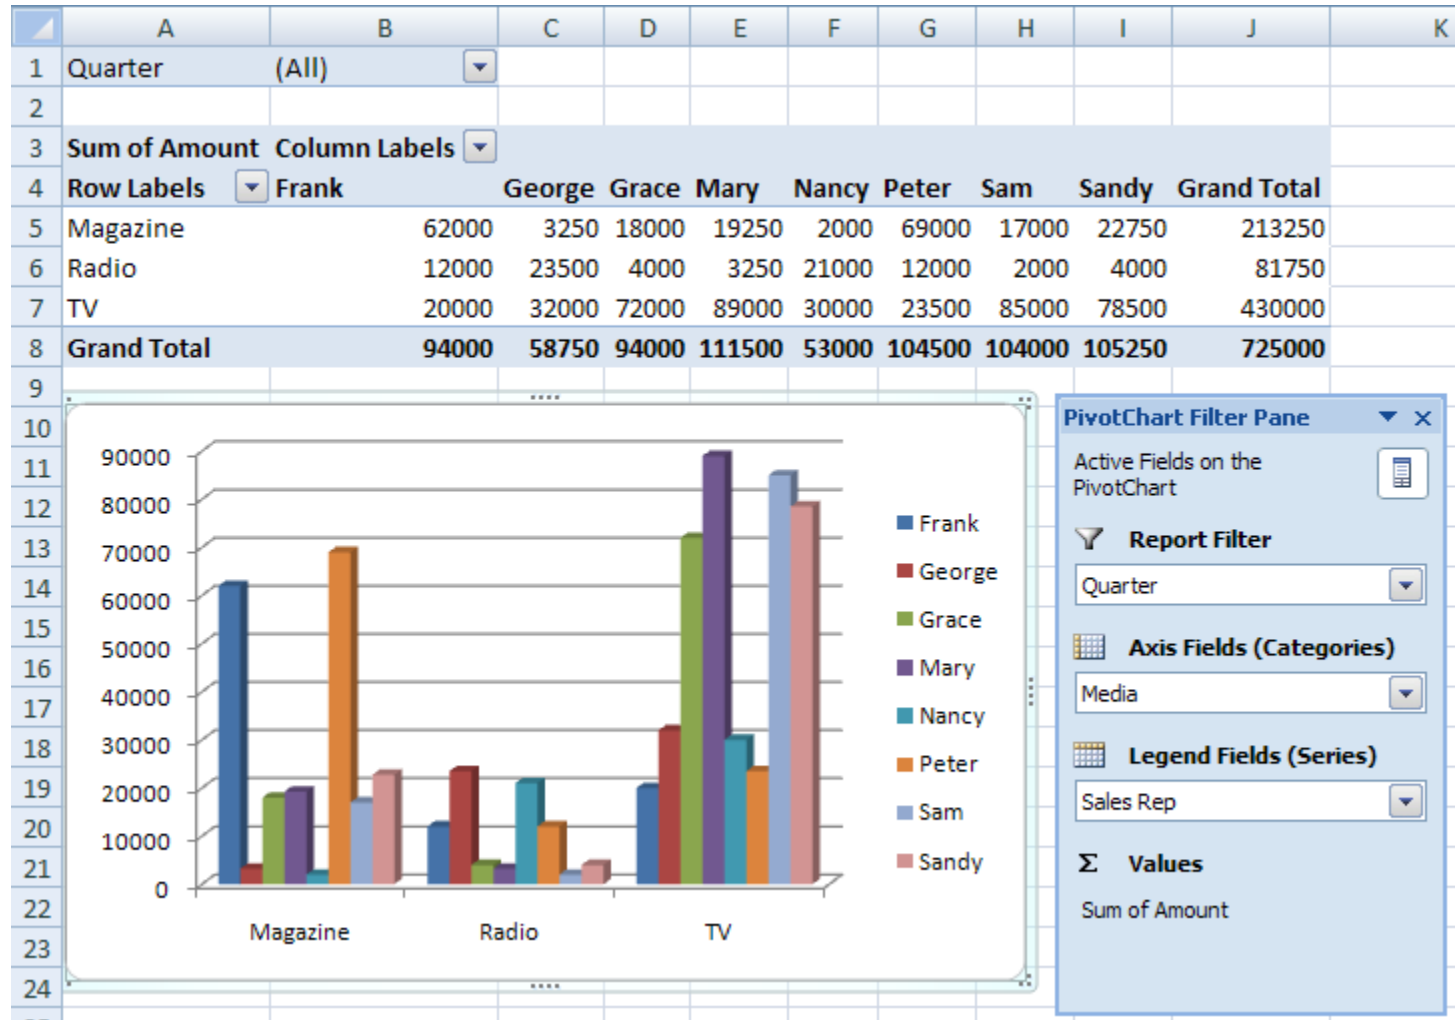 A B C D E F G H I J K
1 Quarter (All)
2
3 Sum of Amount Column Labels
4 Row Labels Frank George Grace Mary Nancy Peter Sam Sandy Grand Total
5 Magazine 62000 3250 18000 19250 2000 69000 17000 22750 213250
6 Radio 12000 23500 4000 3250 21000 12000 2000 4000 81750
7 TV 20000 32000 72000 89000 30000 23500 85000 78500 430000
8 Grand Total 94000 58750 94000 111500 53000 104500 104000 105250 725000
9
10
11
12
13
14
15
16
17
18
19
20
21
22
23
24
90000
80000
70000
60000
50000
40000
30000
20000
10000
0
Magazine Radio TV
Frank
George
Grace
Mary
Nancy
Peter
Sam
Sandy
PivotChart Filter Pane
Active Fields on the
PivotChart
Report Filter
Quarter
Axis Fields (Categories)
Media
Legend Fields (Series)
Sales Rep
Σ Values
Sum of Amount